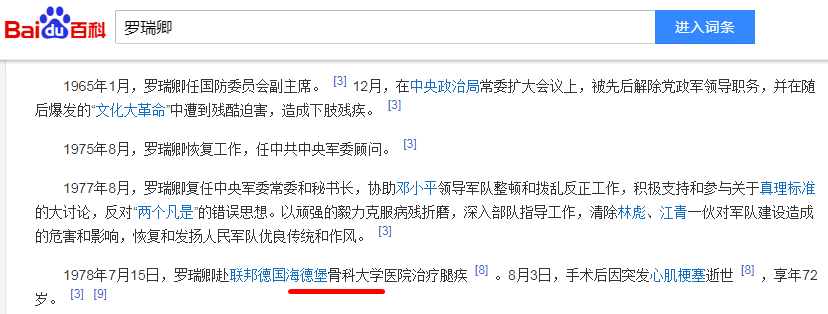 Bai du 百科 罗瑞卿 进入词条
1965年1月，罗瑞卿任国防委员会副主席。 [3] 12月，在中央政治局常委扩大会议上，被先后解除党政军领导职务，并在随
后爆发的“文化大革命”中遭到残酷迫害，造成下肢残疾。 [3]
1975年8月，罗瑞卿恢复工作，任中共中央军委顾问。 [3]
1977年8月，罗瑞卿复任中央军委常委和秘书长，协助邓小平领导军队整顿和拨乱反正工作，积极支持和参与关于真理标准
的大讨论，反对“两个凡是”的错误思想。以顽强的毅力克服病残折磨，深入部队指导工作，清除林彪、江青一伙对军队建设造成
的危害和影响，恢复和发扬人民军队优良传统和作风。 [3]
1978年7月15日，罗瑞卿赴联邦德国海德堡骨科大学医院治疗腿疾 [8] 。8月3日，手术后因突发心肌梗塞逝世 [8] ，享年72
岁。 [3] [9]